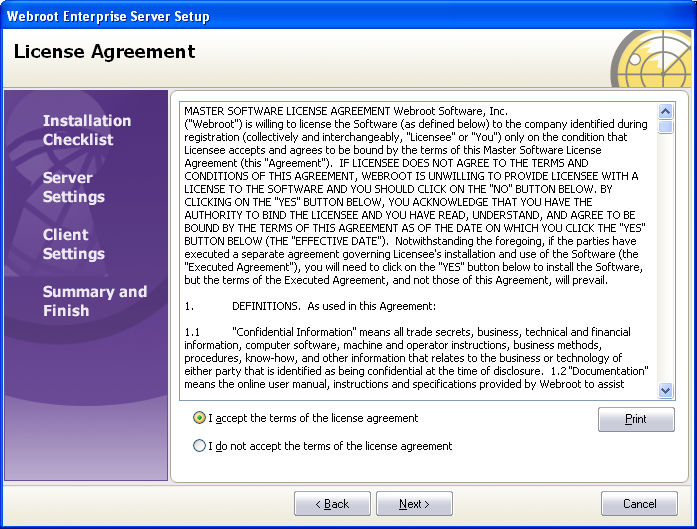 Webroot Enterprise Server Setup
License Agreement
Installation
Checklist
Server
Settings
Client
Settings
Summary and
Finish
MASTER SOFTWARE LICENSE AGREEMENT Webroot Software, Inc.
("Webroot") is willing to license the Software (as defined below) to the company identified during
registration (collectively and interchangeably, "Licensee" or "You") only on the condition that
Licensee accepts and agrees to be bound by the terms of this Master Software License
Agreement (this "Agreement").  IF LICENSEE DOES NOT AGREE TO THE TERMS AND
CONDITIONS OF THIS AGREEMENT, WEBROOT IS UNWILLING TO PROVIDE LICENSEE WITH A
LICENSE TO THE SOFTWARE AND YOU SHOULD CLICK ON THE "NO" BUTTON BELOW. BY
CLICKING ON THE "YES" BUTTON BELOW, YOU ACKNOWLEDGE THAT YOU HAVE THE
AUTHORITY TO BIND THE LICENSEE AND YOU HAVE READ, UNDERSTAND, AND AGREE TO BE
BOUND BY THE TERMS OF THIS AGREEMENT AS OF THE DATE ON WHICH YOU CLICK THE "YES"
BUTTON BELOW (THE "EFFECTIVE DATE").  Notwithstanding the foregoing, if the parties have
executed a separate agreement governing Licensee's installation and use of the Software (the
"Executed Agreement"), you will need to click on the "YES" button below to install the Software,
but the terms of the Executed Agreement, and not those of this Agreement, will prevail.
1. DEFINITIONS.  As used in this Agreement:
1.1 "Confidential Information" means all trade secrets, business, technical and financial
information, computer software, machine and operator instructions, business methods,
procedures, know-how, and other information that relates to the business or technology of
either party that is identified as being confidential at the time of disclosure.  1.2 "Documentation"
means the online user manual, instructions and specifications provided by Webroot to assist
I accept the terms of the license agreement
Print
I do not accept the terms of the license agreement
< Back
Next >
Cancel